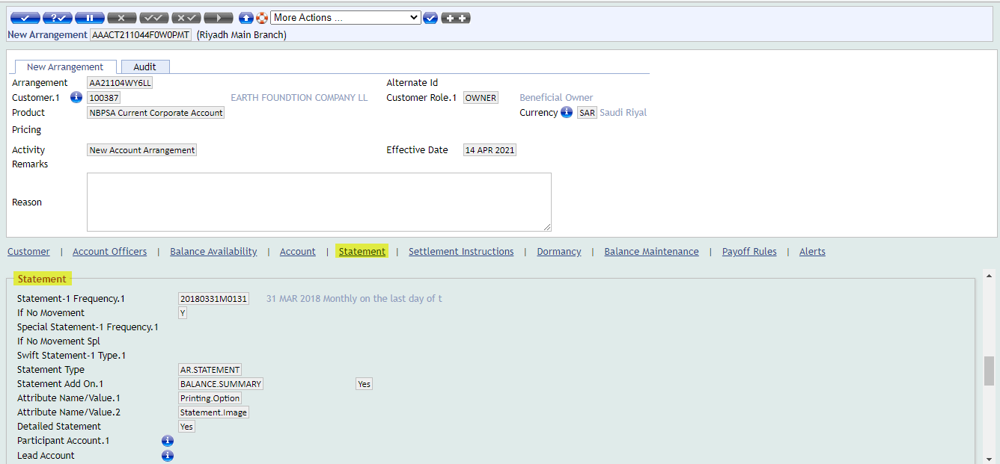 More Actions ...
New Arrangement AAACT211044F0W0PMT (Riyadh Main Branch)
New Arrangement Audit
Arrangement AA21104WY6LL Alternate Id
Customer.1 100387 EARTH FOUNDTION COMPANY LL Customer Role.1 OWNER Beneficial Owner
Product NBPSA Current Corporate Account Currency SAR Saudi Riyal
Pricing
Activity New Account Arrangement Effective Date 14 APR 2021
Remarks
Reason
Customer | Account Officers | Balance Availability | Account | Statement | Settlement Instructions | Dormancy | Balance Maintenance | Payoff Rules | Alerts
Statement
Statement-1 Frequency.1 20180331M0131 31 MAR 2018 Monthly on the last day of t
If No Movement Y
Special Statement-1 Frequency.1
If No Movement Spl
Swift Statement-1 Type.1
Statement Type AR.STATEMENT
Statement Add On.1 BALANCE.SUMMARY Yes
Attribute Name/Value.1 Printing.Option
Attribute Name/Value.2 Statement.Image
Detailed Statement Yes
Participant Account.1
Lead Account